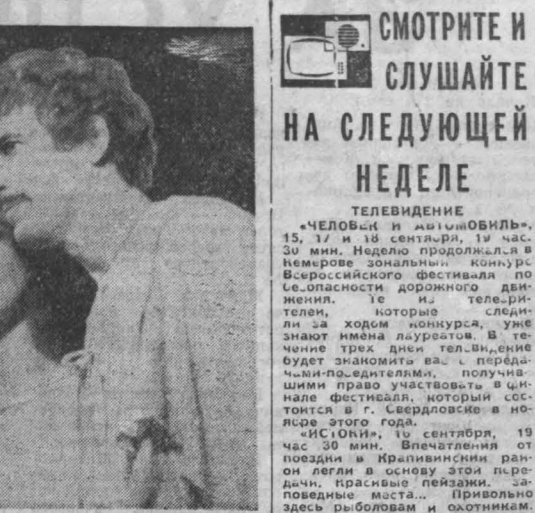 СМОТРИТЕ И
СЛУШАЙТЕ
НА СЛЕДУЮЩЕЙ
НЕДЕЛЕ
ТЕЛЕВИДЕНИЕ
«ЧЕЛОВЕК И АВТОМОБИЛЬ»,
15, 17 и 18 сентября, 19 час.
30 мин. Неделю продолжался в
Кемерове зональный конкурс
Всероссийского фестиваля по
безопасности дорожного дви-
жения. Те из телезри-
телей, которые следи-
ли за ходом конкурса, уже
знают имена лауреатов. В те-
чение трех дней телевидение
будет знакомить вас с переда-
чами-победителями, получив-
шими право участвовать в фи-
нале фестиваля, который сос-
тоится в г. Свердловске в но-
ябре этого года.
«ИСТОКИ», 16 сентября, 19
час 30 мин. Впечатления от
поездки в Крапивинский рай-
он легли в основу этой пере-
дачи. Красивые пейзажи. За-
поведные места... Привольно
здесь рыболовам и охотникам.